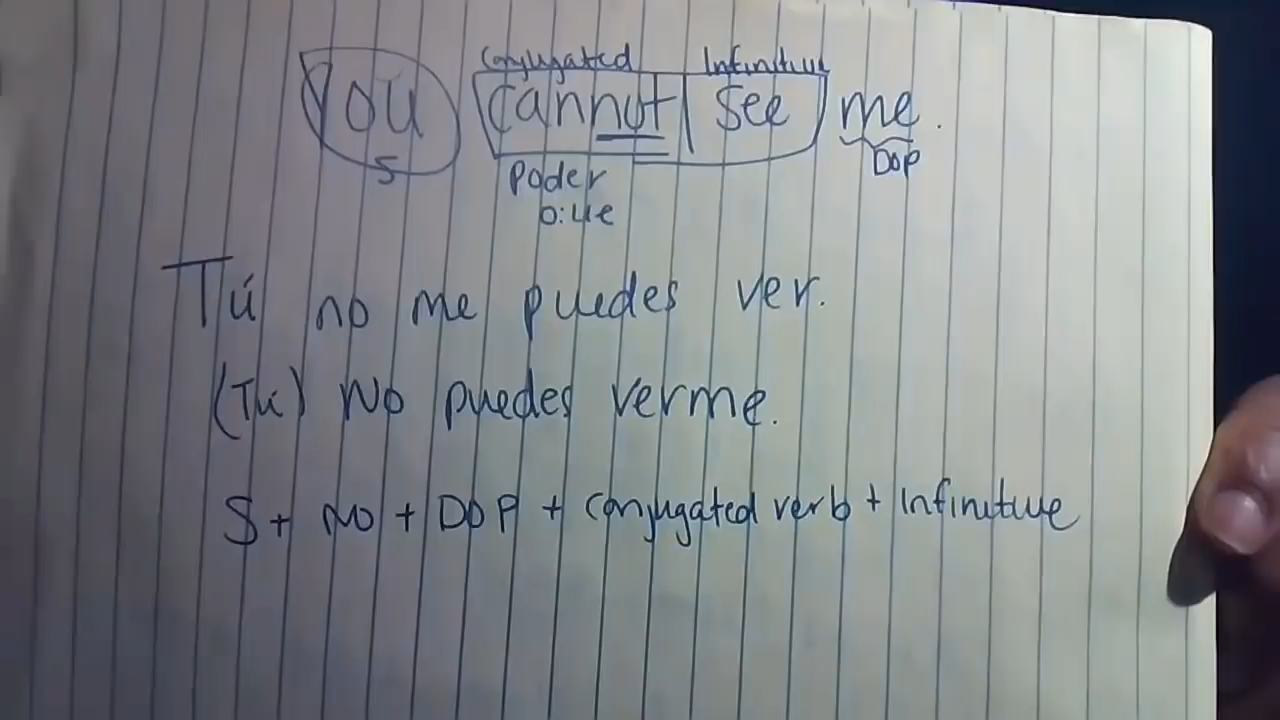 Conjugated Infinitive
You cannot see me.
S DOP
Poder
o:ue
Tú no me puedes ver.
(Tú) No puedes verme.
S + NO + DOP + Conjugated verb + Infinitive